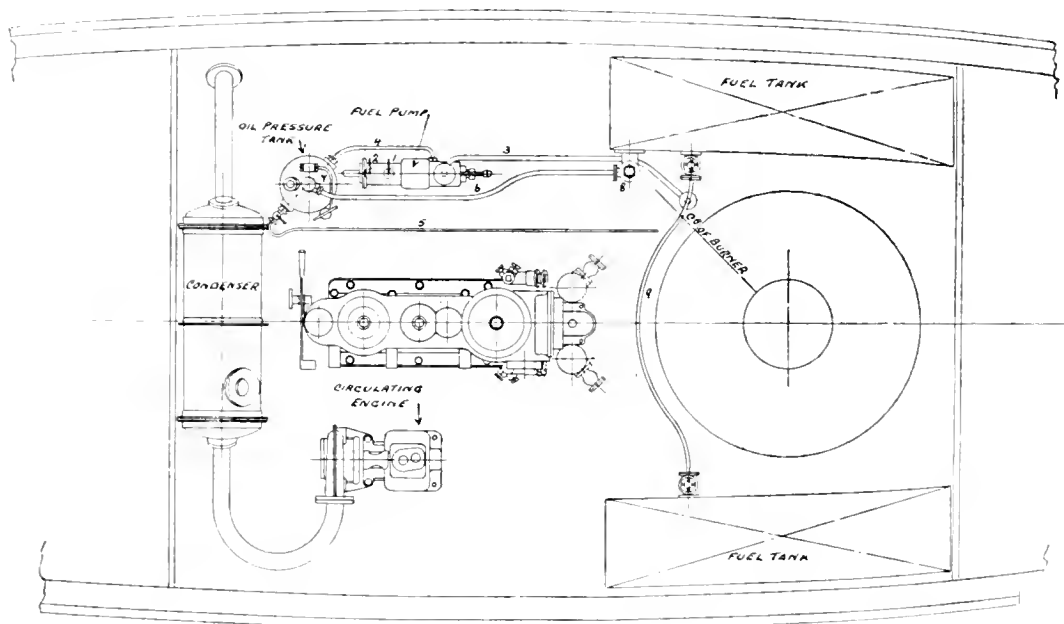 FUEL TANK
FUEL PUMP
OIL PRESSURE
TANK
4
3
2
1
6
8
5
CONDENSER
9
CIRCULATING
ENGINE
FUEL TANK
BURNER